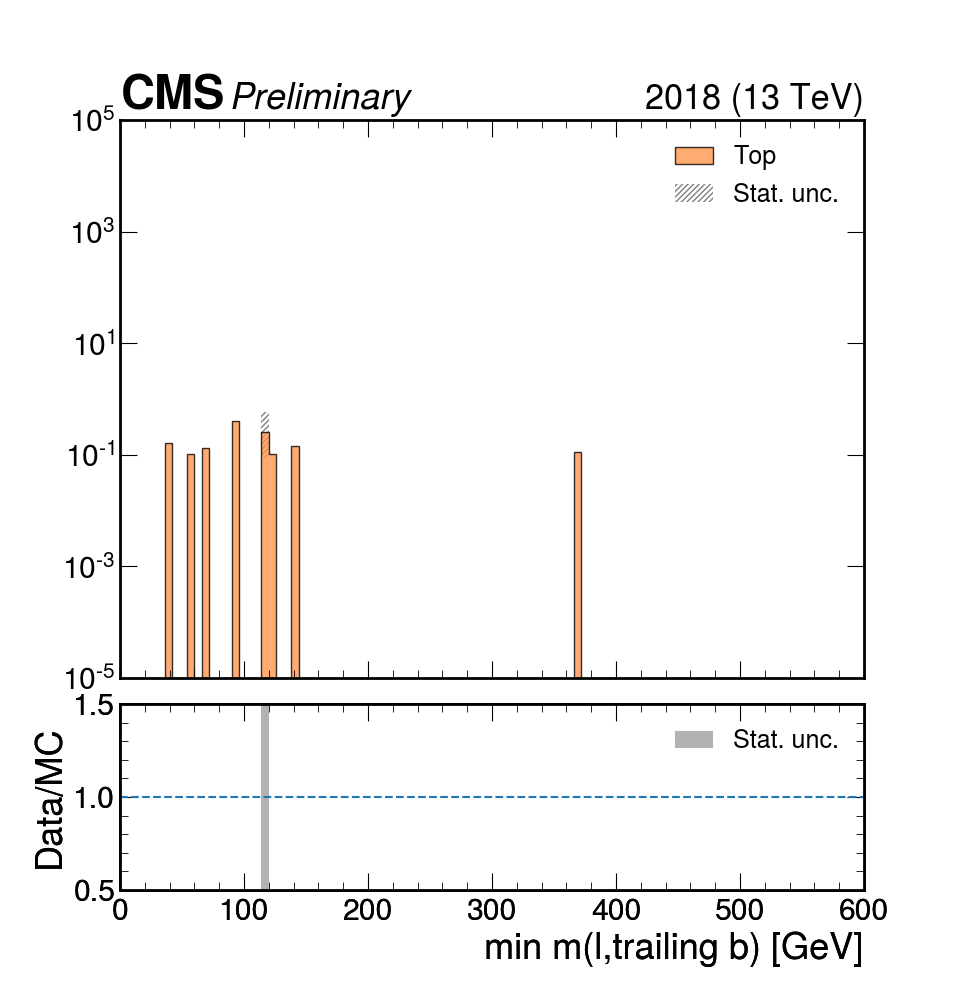 CMS Preliminary 2018 (13 TeV)
10^5
Top
Stat. unc.
10^3
10^1
10^-1
10^-3
10^-5
1.5
Stat. unc.
Data/MC
1.0
0.5
0 100 200 300 400 500 600
min m(l,trailing b) [GeV]